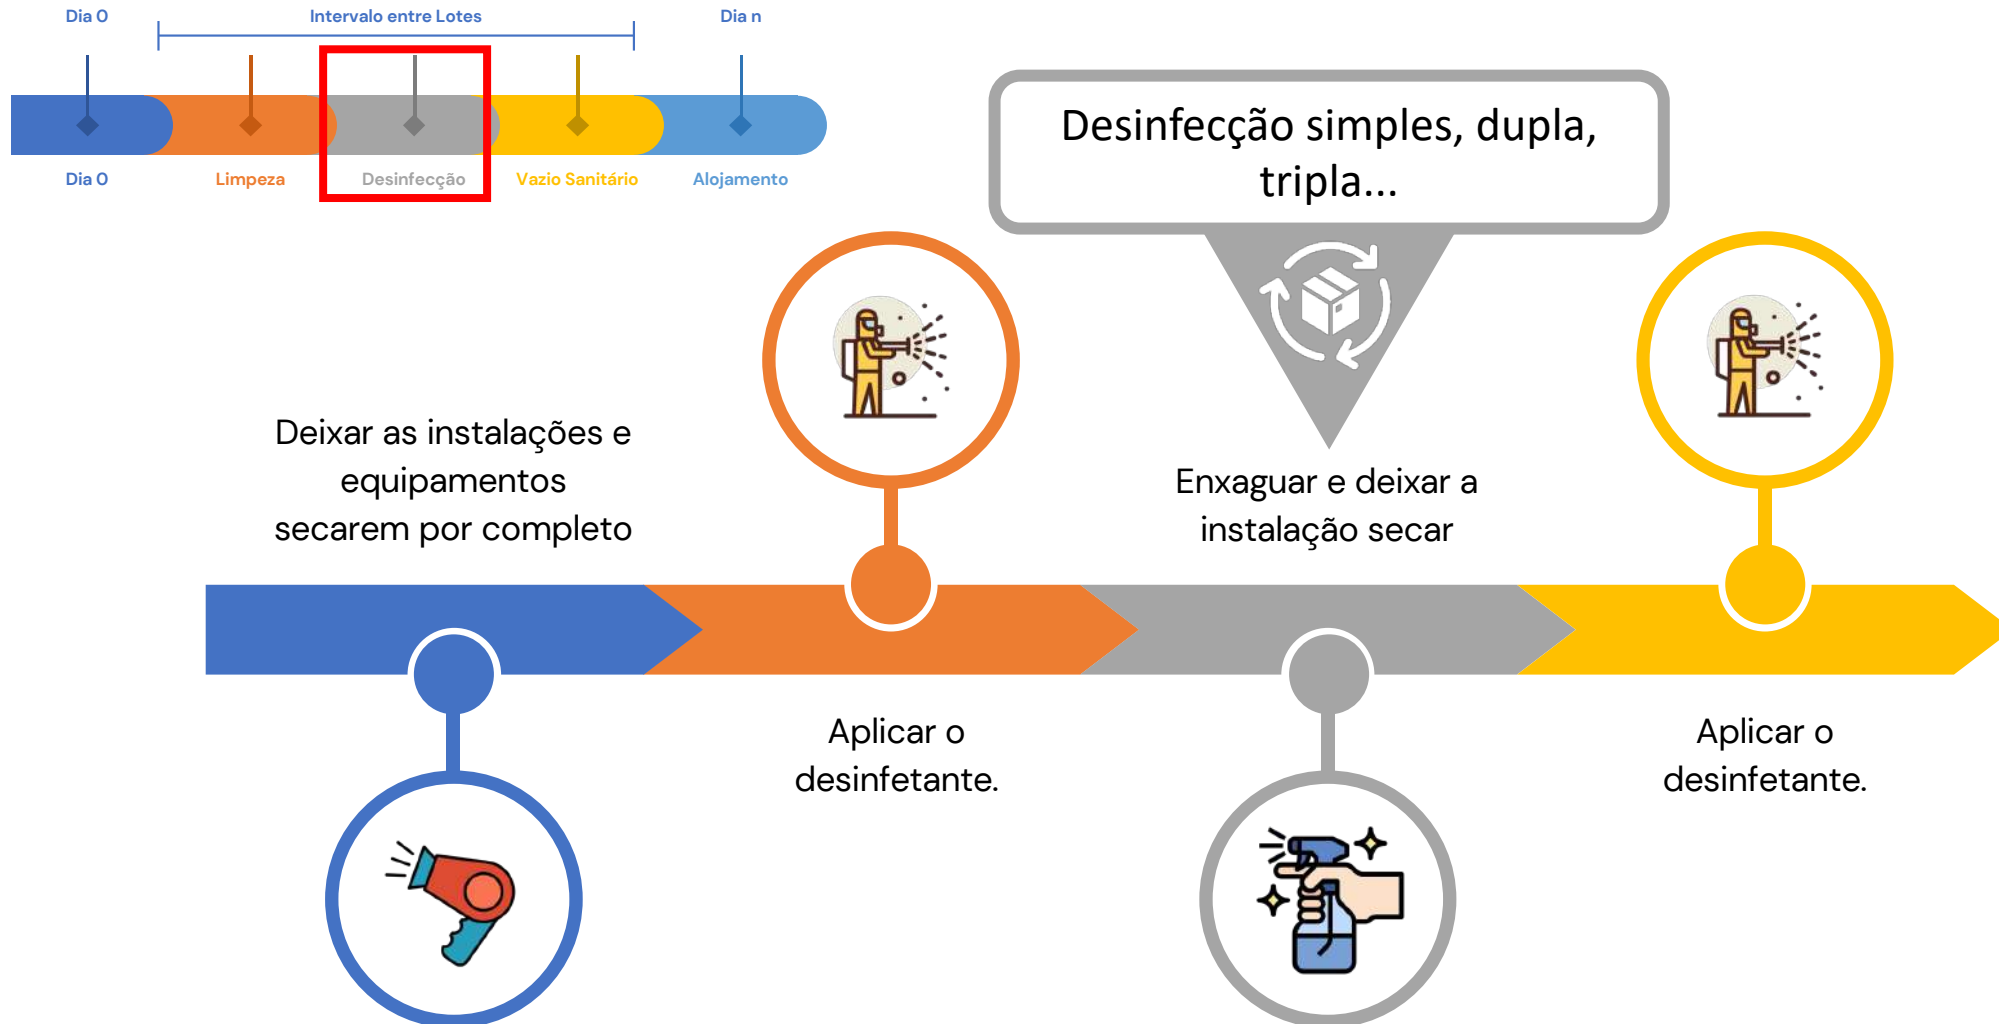 Dia 0
Intervalo entre Lotes
Dia n
Dia 0
Limpeza
Desinfecção
Vazio Sanitário
Alojamento
Desinfecção simples, dupla,
tripla...
Deixar as instalações e
equipamentos
secarem por completo
Aplicar o
desinfetante.
Enxaguar e deixar a
instalação secar
Aplicar o
desinfetante.